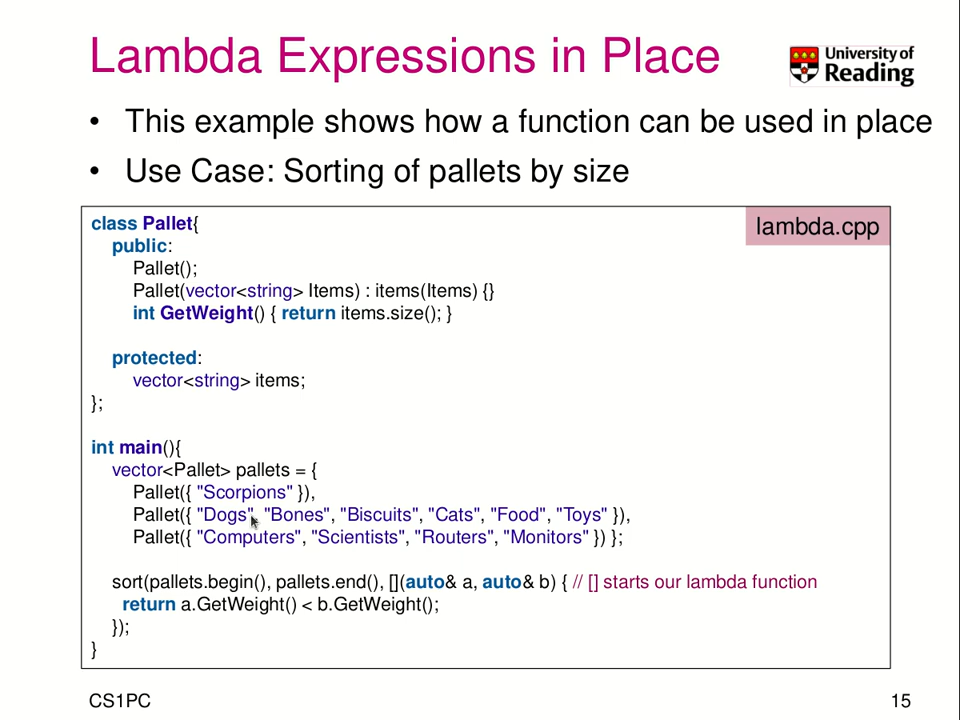 Lambda Expressions in Place
University of
Reading
• This example shows how a function can be used in place
• Use Case: Sorting of pallets by size
lambda.cpp
class Pallet{
public:
Pallet();
Pallet(vector<string> Items) : items(Items) {}
int GetWeight() { return items.size(); }
protected:
vector<string> items;
};
int main(){
vector<Pallet> pallets = {
Pallet({ "Scorpions" }),
Pallet({ "Dogs", "Bones", "Biscuits", "Cats", "Food", "Toys" }),
Pallet({ "Computers", "Scientists", "Routers", "Monitors" }) };
sort(pallets.begin(), pallets.end(), [](auto& a, auto& b) { // [] starts our lambda function
return a.GetWeight() < b.GetWeight();
});
}
CS1PC
15